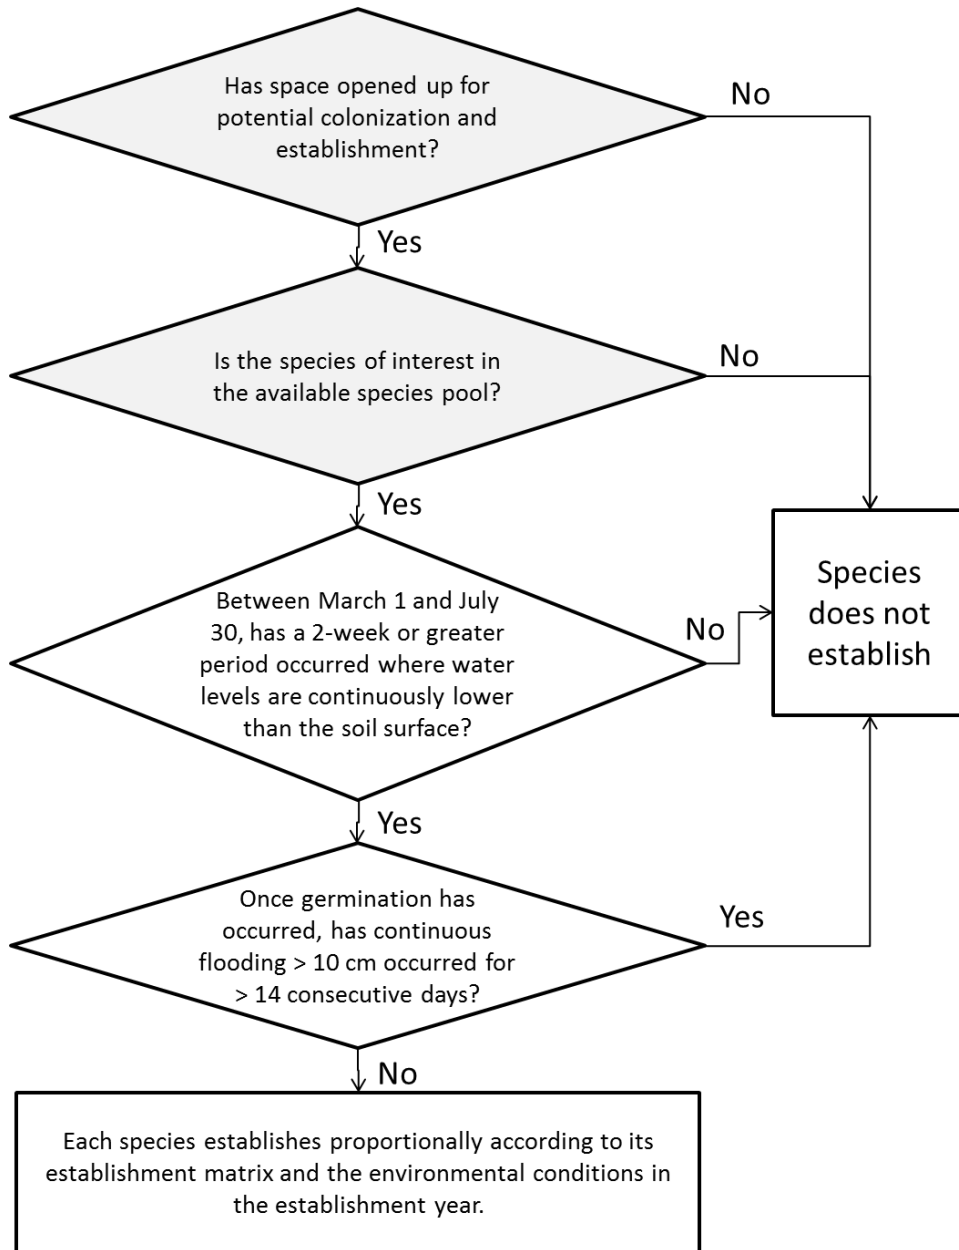 Has space opened up for
potential colonization and
establishment?
No
Yes
Is the species of interest in
the available species pool?
No
Yes
Between March 1 and July
30, has a 2-week or greater
period occurred where water
levels are continuously lower
than the soil surface?
No
Species
does not
establish
Yes
Once germination has
occurred, has continuous
flooding > 10 cm occurred for
> 14 consecutive days?
Yes
No
Each species establishes proportionally according to its
establishment matrix and the environmental conditions in
the establishment year.